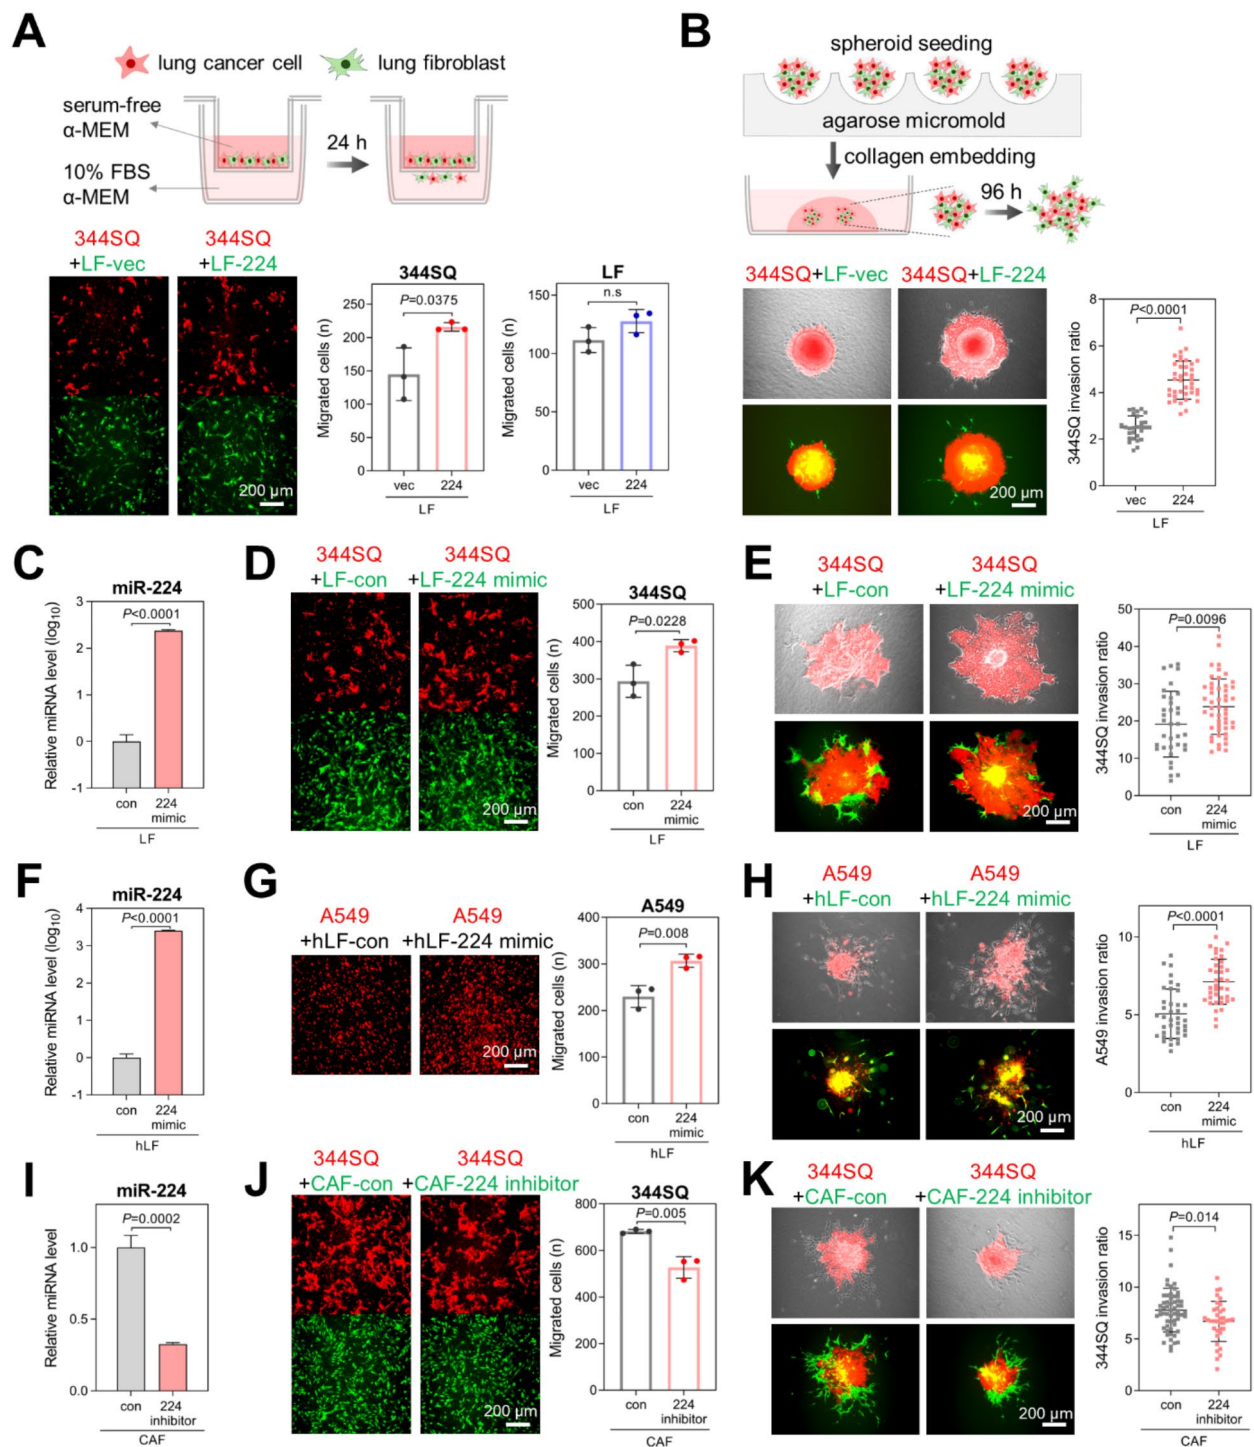 A
lung cancer cell
lung fibroblast
serum-free
α-MEM
10% FBS
α-MEM
24 h
344SQ
+LF-vec
344SQ
+LF-224
200 µm
344SQ
Migrated cells (n)
250
200
150
100
50
0
P=0.0375
vec
224
LF
LF
Migrated cells (n)
150
100
50
0
n.s
vec
224
LF
B
spheroid seeding
agarose micromold
collagen embedding
96 h
344SQ+LF-vec
344SQ+LF-224
200 µm
344SQ invasion ratio
8
6
4
2
0
P<0.0001
vec
224
LF
C
miR-224
Relative miRNA level (log10)
3
2
1
0
-1
P<0.0001
con
224
mimic
LF
D
344SQ
+LF-con
344SQ
+LF-224 mimic
200 µm
344SQ
Migrated cells (n)
500
400
300
200
100
0
P=0.0228
con
224
mimic
LF
E
344SQ
+LF-con
344SQ
+LF-224 mimic
200 µm
344SQ invasion ratio
50
40
30
20
10
0
P=0.0096
con
224
mimic
LF
F
miR-224
Relative miRNA level (log10)
4
3
2
1
0
-1
P<0.0001
con
224
mimic
hLF
G
A549
+hLF-con
A549
+hLF-224 mimic
200 µm
A549
Migrated cells (n)
400
300
200
100
0
P=0.008
con
224
mimic
hLF
H
A549
+hLF-con
A549
+hLF-224 mimic
200 µm
A549 invasion ratio
10
5
0
P<0.0001
con
224
mimic
hLF
I
miR-224
Relative miRNA level
1.0
0.5
0.0
P=0.0002
con
224
inhibitor
CAF
J
344SQ
+CAF-con
344SQ
+CAF-224 inhibitor
200 µm
344SQ
Migrated cells (n)
800
600
400
200
0
P=0.005
con
224
inhibitor
CAF
K
344SQ
+CAF-con
344SQ
+CAF-224 inhibitor
200 µm
344SQ invasion ratio
15
10
5
0
P=0.014
con
224
inhibitor
CAF